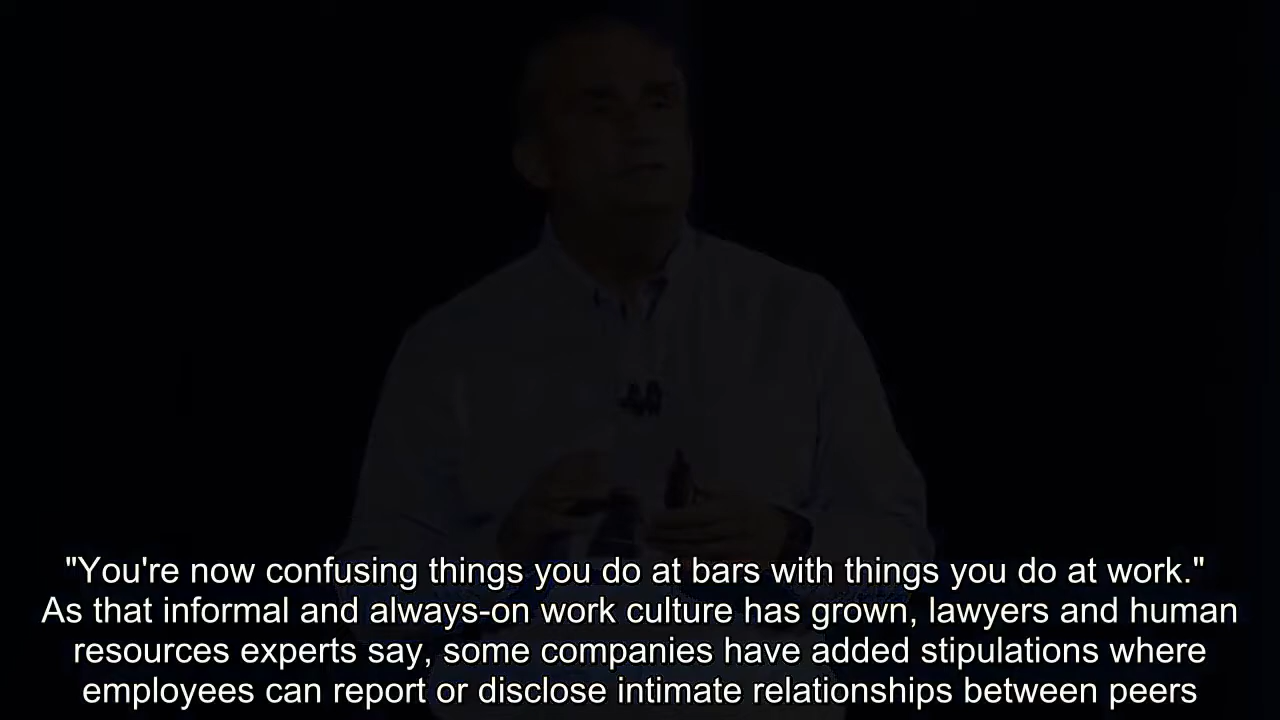 "You're now confusing things you do at bars with things you do at work."
As that informal and always-on work culture has grown, lawyers and human
resources experts say, some companies have added stipulations where
employees can report or disclose intimate relationships between peers